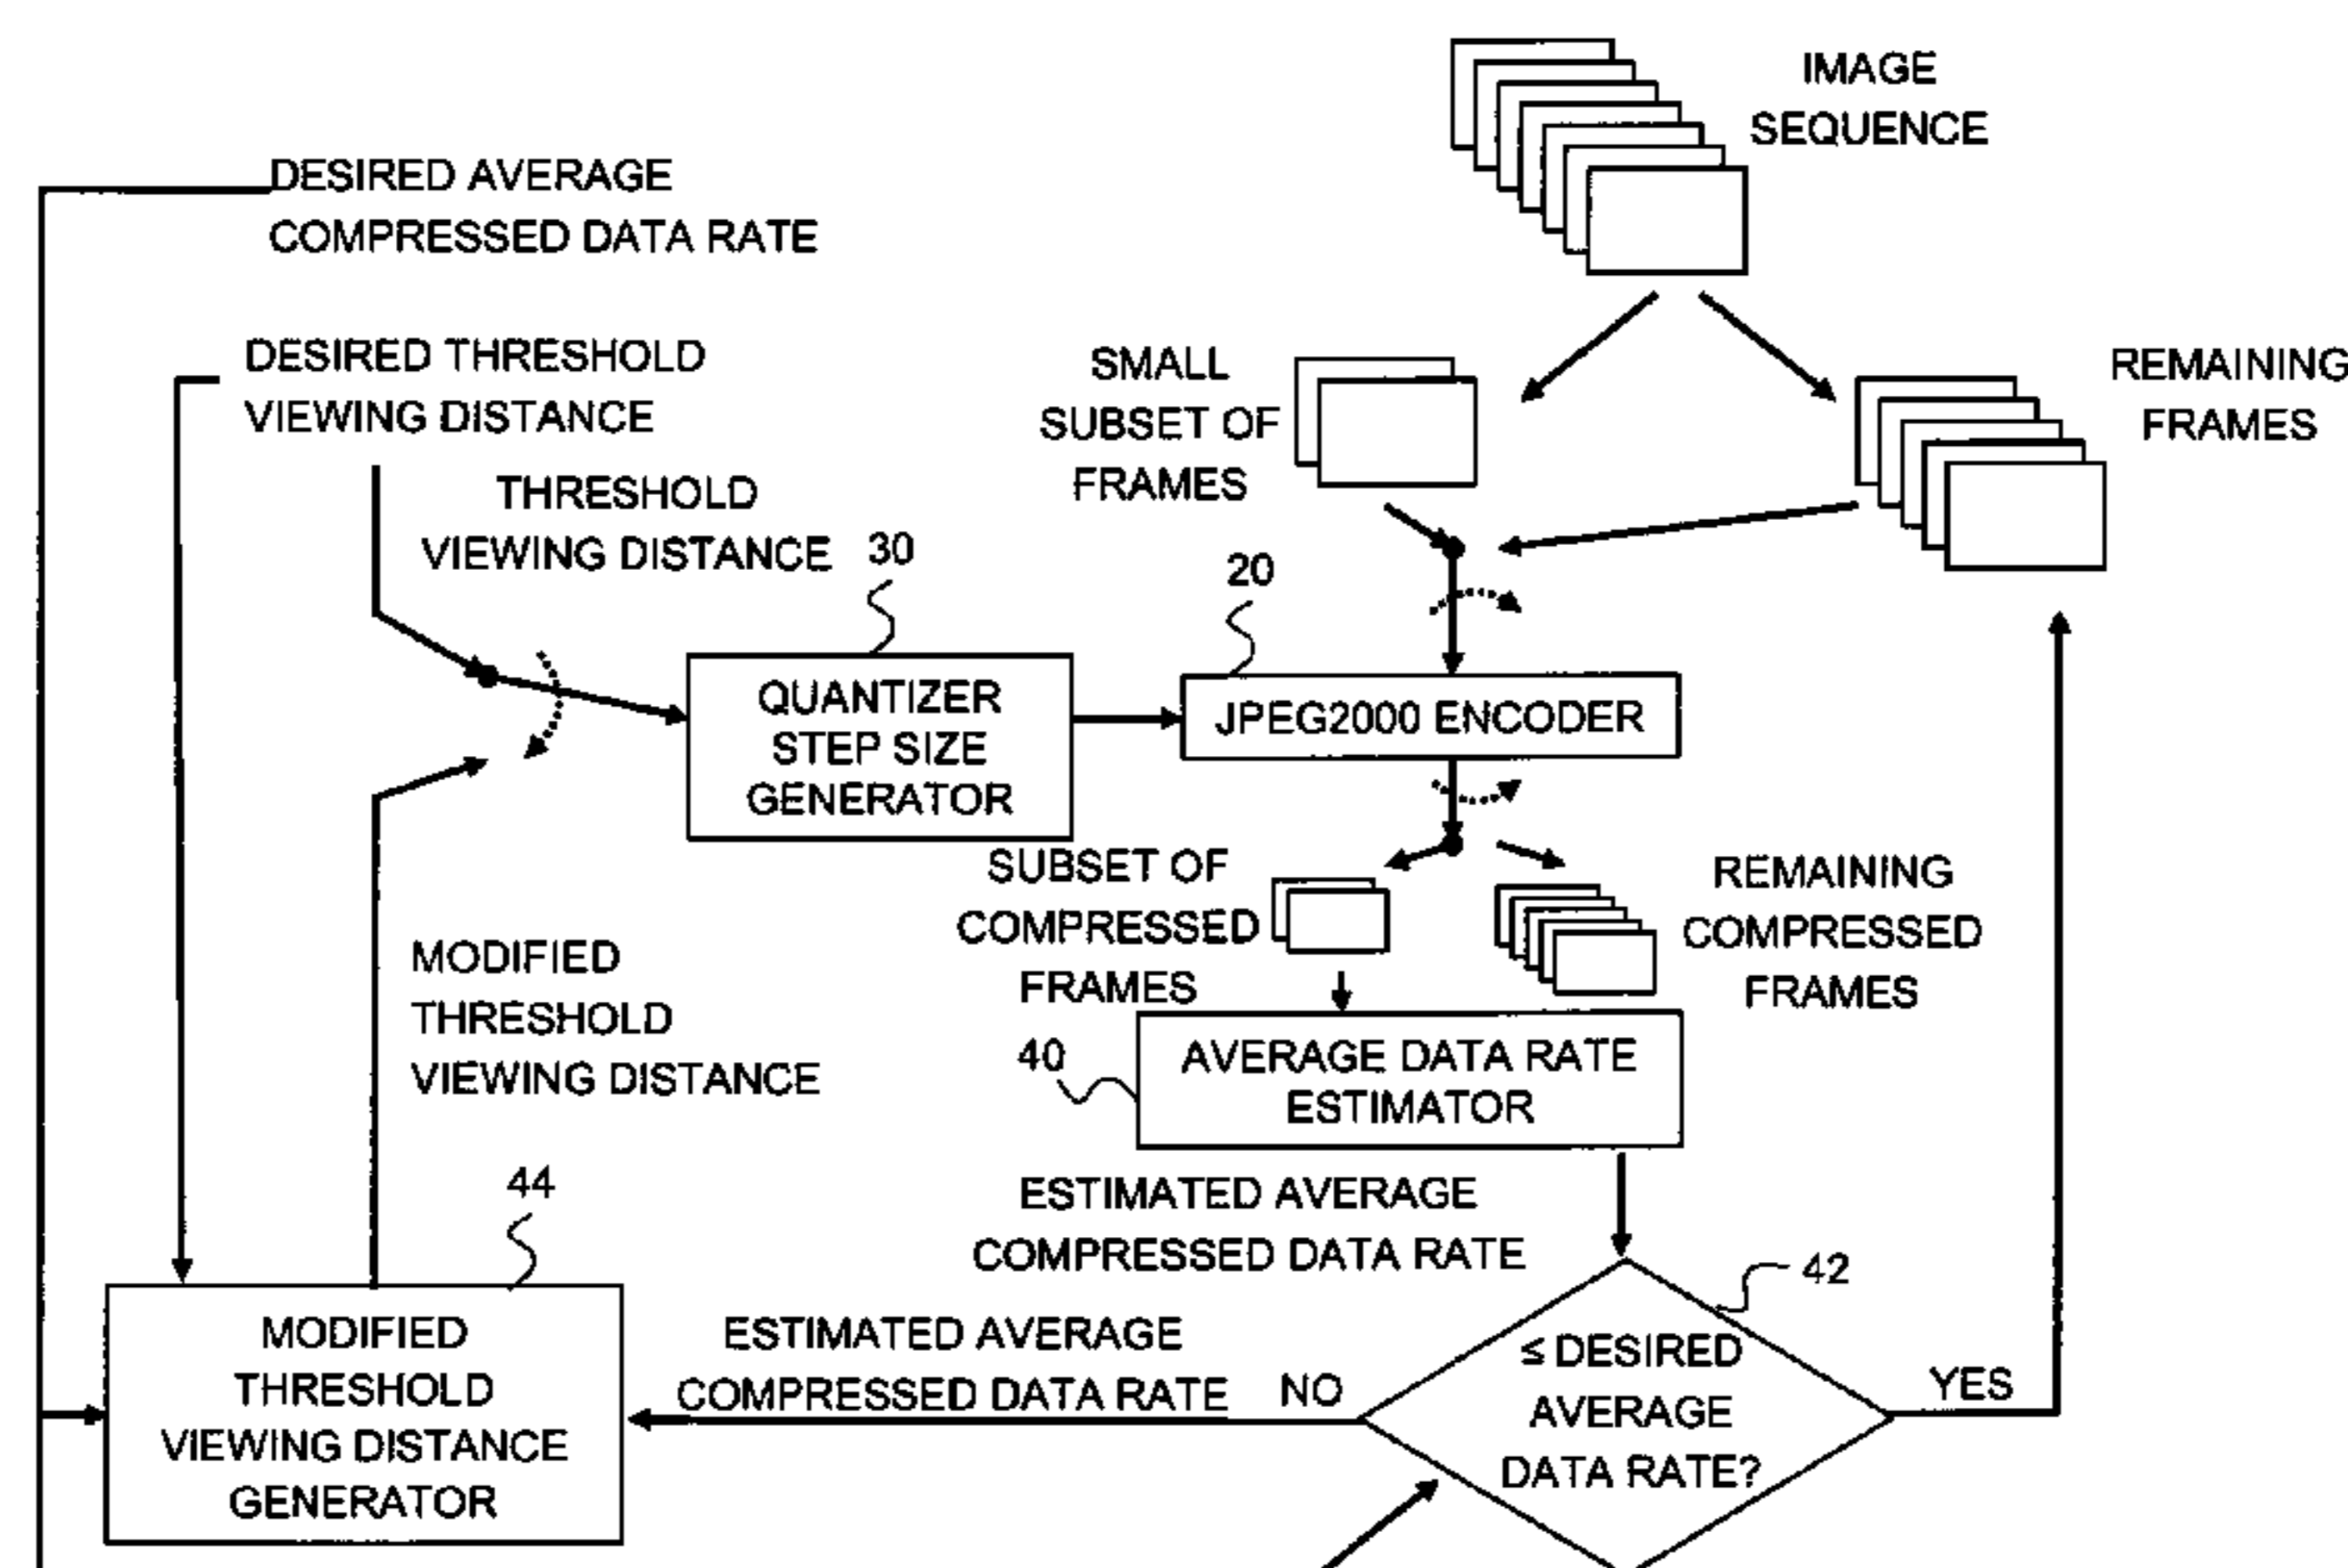 IMAGE
SEQUENCE
DESIRED AVERAGE
COMPRESSED DATA RATE
DESIRED THRESHOLD
VIEWING DISTANCE
SMALL
SUBSET OF
FRAMES
REMAINING
FRAMES
THRESHOLD
VIEWING DISTANCE
30
20
QUANTIZER
STEP SIZE
GENERATOR
JPEG2000 ENCODER
SUBSET OF
COMPRESSED
FRAMES
REMAINING
COMPRESSED
FRAMES
MODIFIED
THRESHOLD
VIEWING DISTANCE
40
AVERAGE DATA RATE
ESTIMATOR
44
ESTIMATED AVERAGE
COMPRESSED DATA RATE
42
MODIFIED
THRESHOLD
VIEWING DISTANCE
GENERATOR
ESTIMATED AVERAGE
COMPRESSED DATA RATE
NO
≤ DESIRED
AVERAGE
DATA RATE?
YES